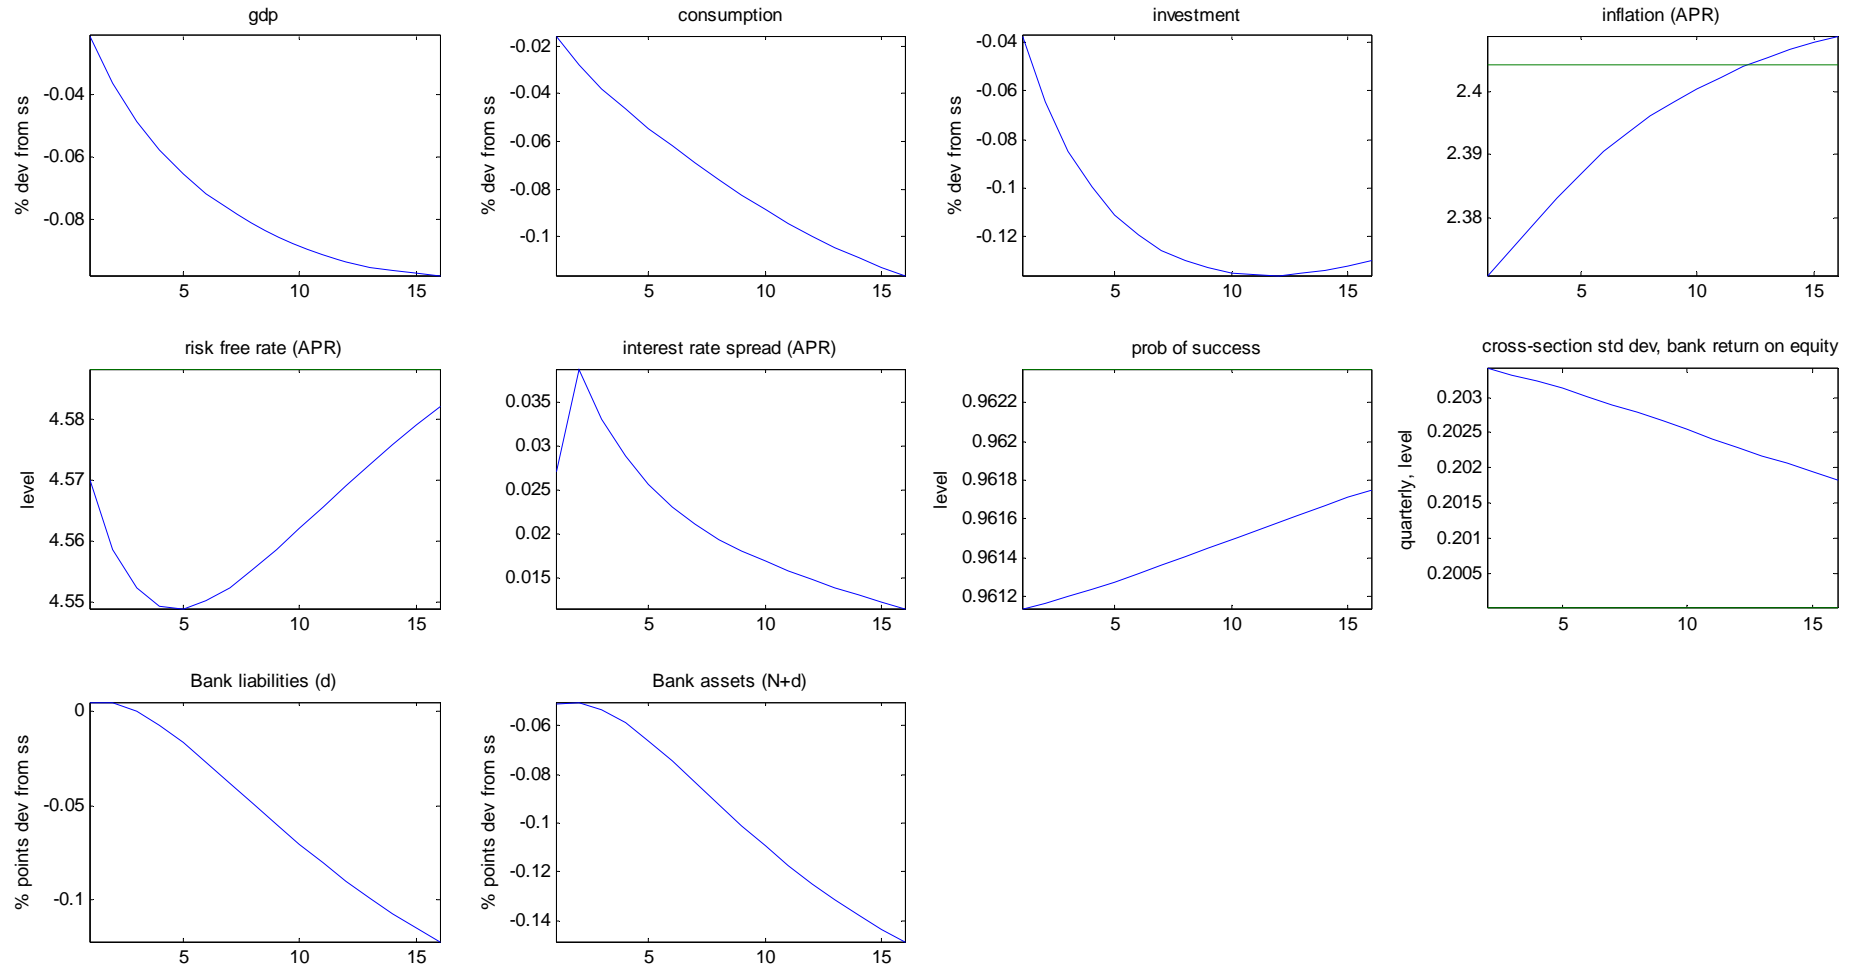 gdp
% dev from ss
-0.04
-0.06
-0.08
5 10 15
consumption
% dev from ss
-0.02
-0.04
-0.06
-0.08
-0.1
5 10 15
investment
% dev from ss
-0.04
-0.06
-0.08
-0.1
-0.12
5 10 15
inflation (APR)
2.4
2.39
2.38
5 10 15
risk free rate (APR)
level
4.58
4.57
4.56
4.55
5 10 15
interest rate spread (APR)
0.035
0.03
0.025
0.02
0.015
5 10 15
prob of success
level
0.9622
0.962
0.9618
0.9616
0.9614
0.9612
5 10 15
cross-section std dev, bank return on equity
quarterly, level
0.203
0.2025
0.202
0.2015
0.201
0.2005
5 10 15
Bank liabilities (d)
% points dev from ss
0
-0.05
-0.1
5 10 15
Bank assets (N+d)
% points dev from ss
-0.06
-0.08
-0.1
-0.12
-0.14
5 10 15